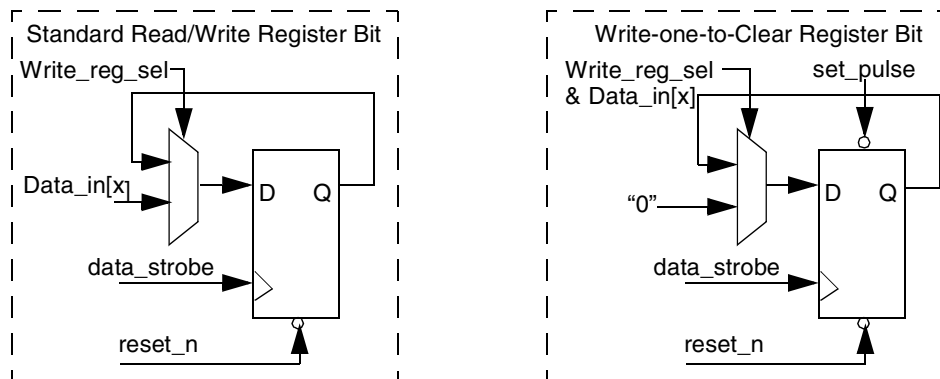 Standard Read/Write Register Bit
Write_reg_sel
Data_in[x]
D Q
data_strobe
reset_n
Write-one-to-Clear Register Bit
Write_reg_sel
& Data_in[x]
set_pulse
“0”
D Q
data_strobe
reset_n